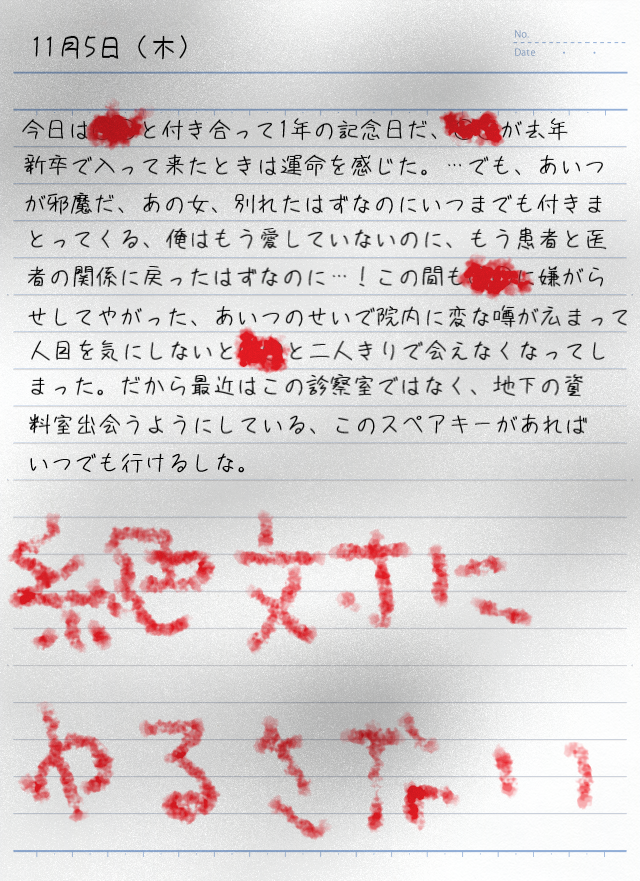 11月5日（木）
No.
Date
今日は と付き合って1年の記念日だ、 が去年
新卒で入って来たときは運命を感じた。…でも、あいつ
が邪魔だ、あの女、別れたはずなのにいつまでも付きま
とってくる、俺はもう愛していないのに、もう患者と医
者の関係に戻ったはずなのに…！この間も に嫌がら
せしてやがった、あいつのせいで院内に変な噂が広まって
人目を気にしないと と二人きりで会えなくなってし
まった。だから最近はこの診察室ではなく、地下の資
料室出会うようにしている、このスペアキーがあれば
いつでも行けるしな。
絶対に
ゆるさない